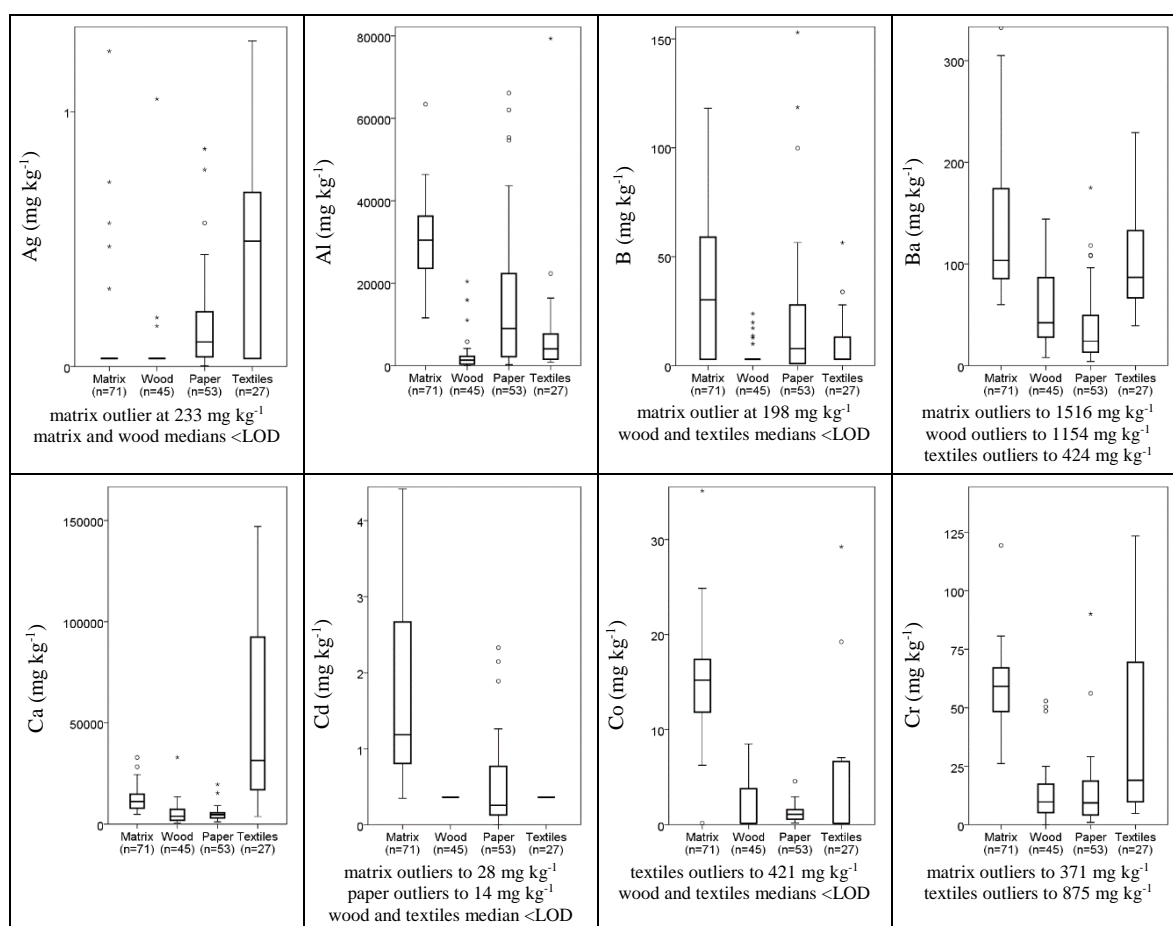 Ag (mg kg-1)
1
0
Matrix Wood Paper Textiles
(n=71) (n=45) (n=53) (n=27)
matrix outlier at 233 mg kg-1
matrix and wood medians <LOD
Al (mg kg-1)
80000
60000
40000
20000
0
Matrix Wood Paper Textiles
(n=71) (n=45) (n=53) (n=27)
B (mg kg-1)
150
100
50
0
Matrix Wood Paper Textiles
(n=71) (n=45) (n=53) (n=27)
matrix outlier at 198 mg kg-1
wood and textiles medians <LOD
Ba (mg kg-1)
300
200
100
0
Matrix Wood Paper Textiles
(n=71) (n=45) (n=53) (n=27)
matrix outliers to 1516 mg kg-1
wood outliers to 1154 mg kg-1
textiles outliers to 424 mg kg-1
Ca (mg kg-1)
150000
100000
50000
0
Matrix Wood Paper Textiles
(n=71) (n=45) (n=53) (n=27)
Cd (mg kg-1)
4
3
2
1
0
Matrix Wood Paper Textiles
(n=71) (n=45) (n=53) (n=27)
matrix outliers to 28 mg kg-1
paper outliers to 14 mg kg-1
wood and textiles median <LOD
Co (mg kg-1)
30
20
10
0
Matrix Wood Paper Textiles
(n=71) (n=45) (n=53) (n=27)
textiles outliers to 421 mg kg-1
wood and textiles medians <LOD
Cr (mg kg-1)
125
100
75
50
25
0
Matrix Wood Paper Textiles
(n=71) (n=45) (n=53) (n=27)
matrix outliers to 371 mg kg-1
textiles outliers to 875 mg kg-1